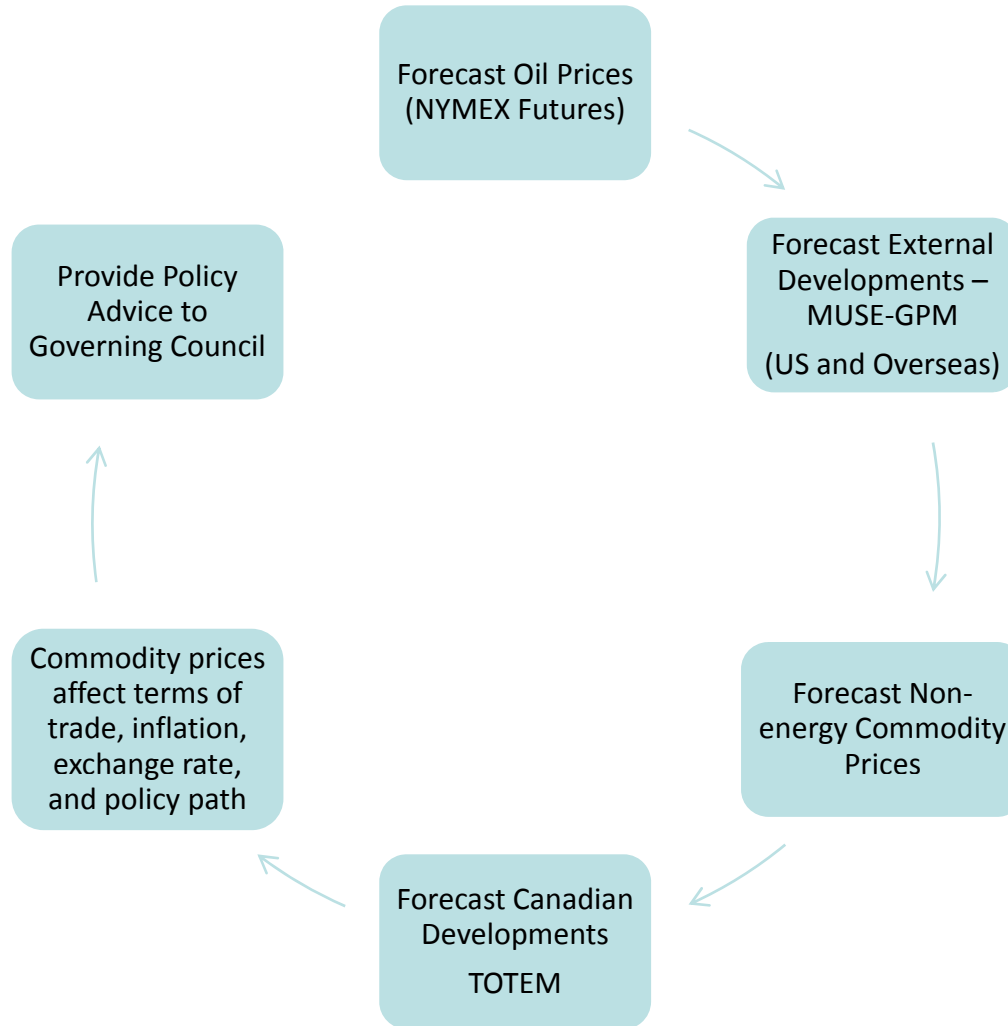 Forecast Oil Prices
(NYMEX Futures)
Forecast External
Developments –
MUSE-GPM
(US and Overseas)
Forecast Non-
energy Commodity
Prices
Forecast Canadian
Developments
TOTEM
Commodity prices
affect terms of
trade, inflation,
exchange rate,
and policy path
Provide Policy
Advice to
Governing Council